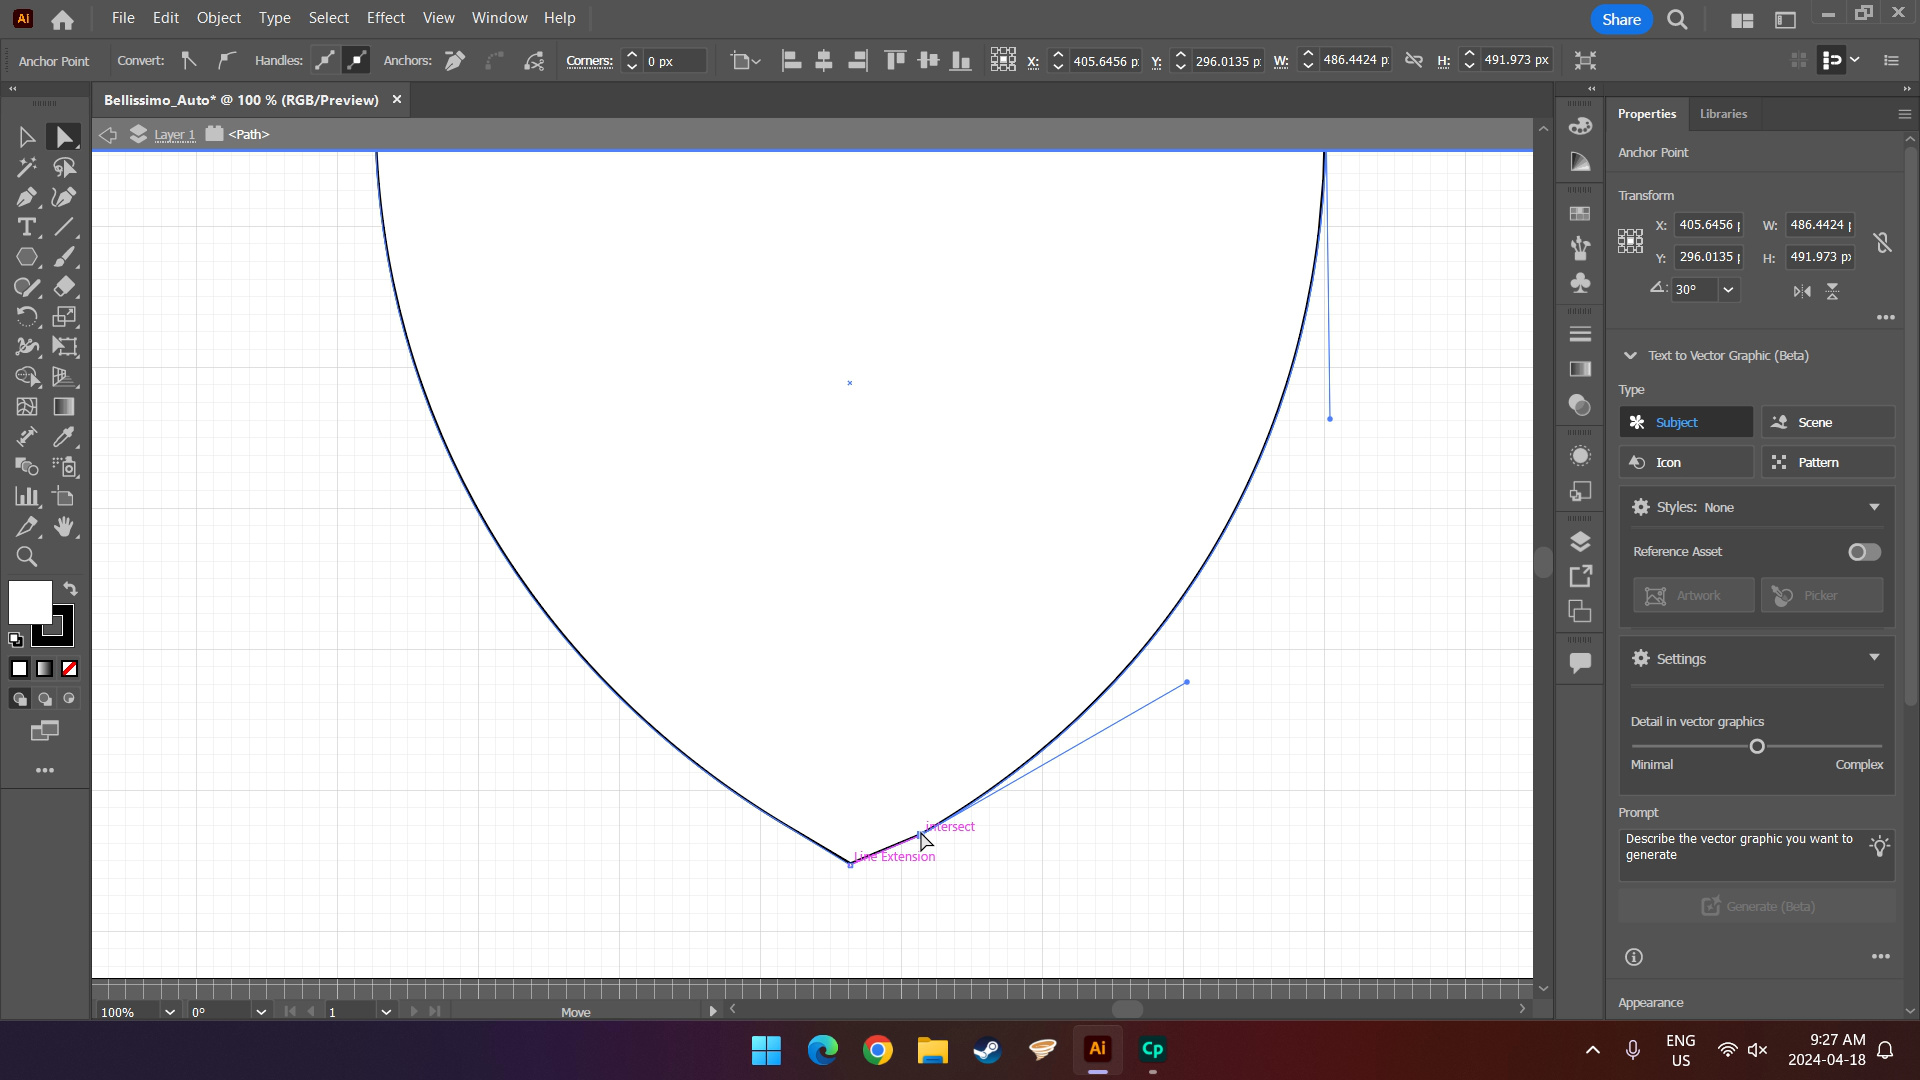 Ai
File Edit Object Type Select Effect View Window Help
Share
Anchor Point Convert: Handles: Anchors: Corners: 0 px X: 405.6456 p Y: 296.0135 p W: 486.4424 p H: 491.973 px
Bellissimo_Auto* @ 100 % (RGB/Preview) ×
Layer 1 <Path>
intersect
Line Extension
100% 0° 1 Move
Properties Libraries
Anchor Point
Transform
X: 405.6456 p W: 486.4424 p
Y: 296.0135 p H: 491.973 px
30°
Text to Vector Graphic (Beta)
Type
Subject Scene
Icon Pattern
Styles: None
Reference Asset
Artwork Picker
Settings
Detail in vector graphics
Minimal Complex
Prompt
Describe the vector graphic you want to
generate
Generate (Beta)
Appearance
Ai Cp
ENG
US
9:27 AM
2024-04-18